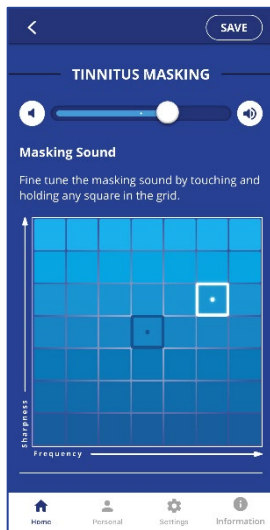 SAVE
TINNITUS MASKING
Masking Sound
Fine tune the masking sound by touching and
holding any square in the grid.
Sharpness
Frequency
Home Personal Settings Information